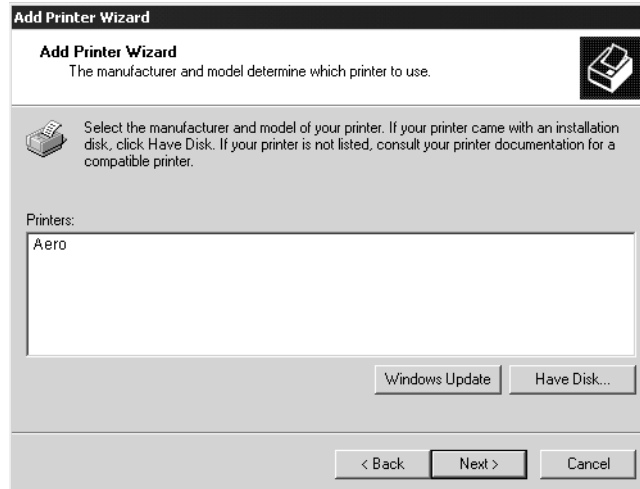 Add Printer Wizard
Add Printer Wizard
The manufacturer and model determine which printer to use.
Select the manufacturer and model of your printer. If your printer came with an installation
disk, click Have Disk. If your printer is not listed, consult your printer documentation for a
compatible printer.
Printers:
Aero
Windows Update
Have Disk...
< Back
Next >
Cancel